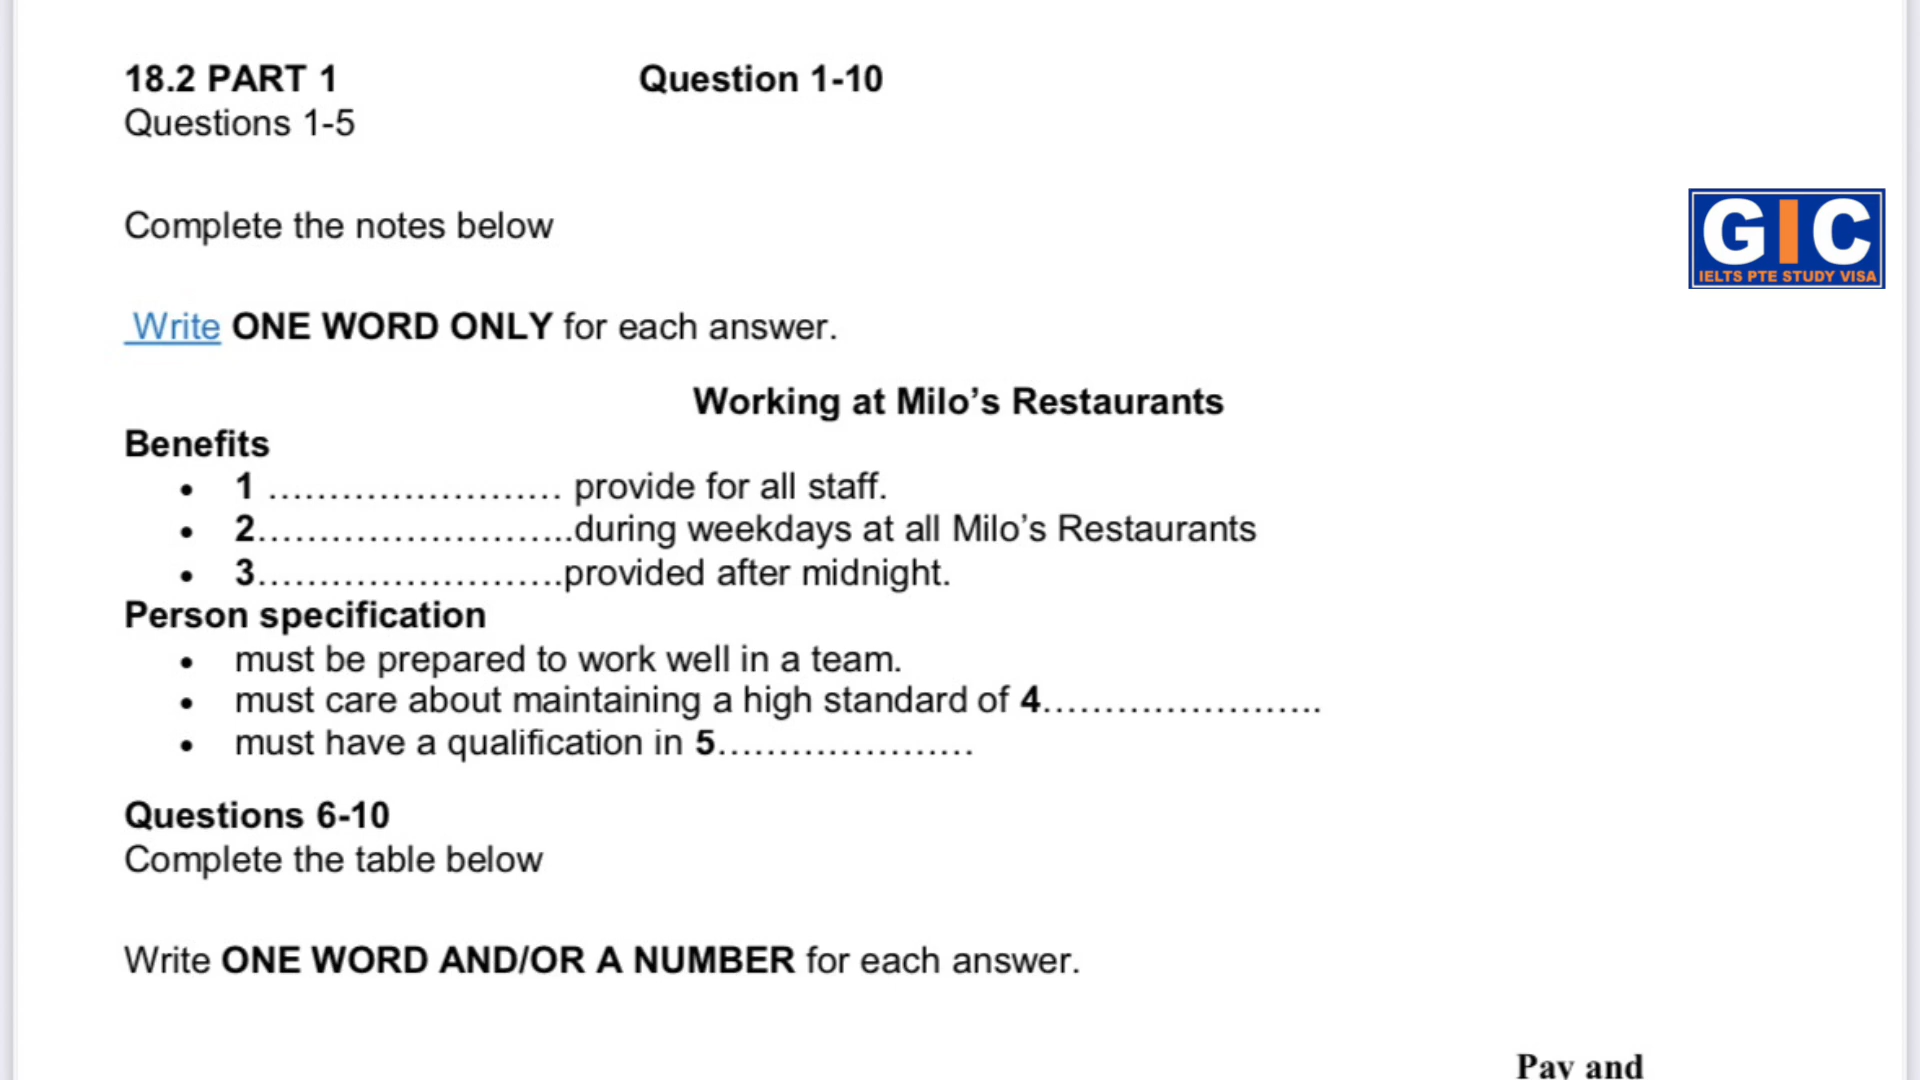 18.2 PART 1 Question 1-10
Questions 1-5
Complete the notes below
GIC
IELTS PTE STUDY VISA
Write ONE WORD ONLY for each answer.
Working at Milo’s Restaurants
Benefits
• 1 ........................ provide for all staff.
• 2..........................during weekdays at all Milo’s Restaurants
• 3.........................provided after midnight.
Person specification
• must be prepared to work well in a team.
• must care about maintaining a high standard of 4.......................
• must have a qualification in 5.....................
Questions 6-10
Complete the table below
Write ONE WORD AND/OR A NUMBER for each answer.
Pay and